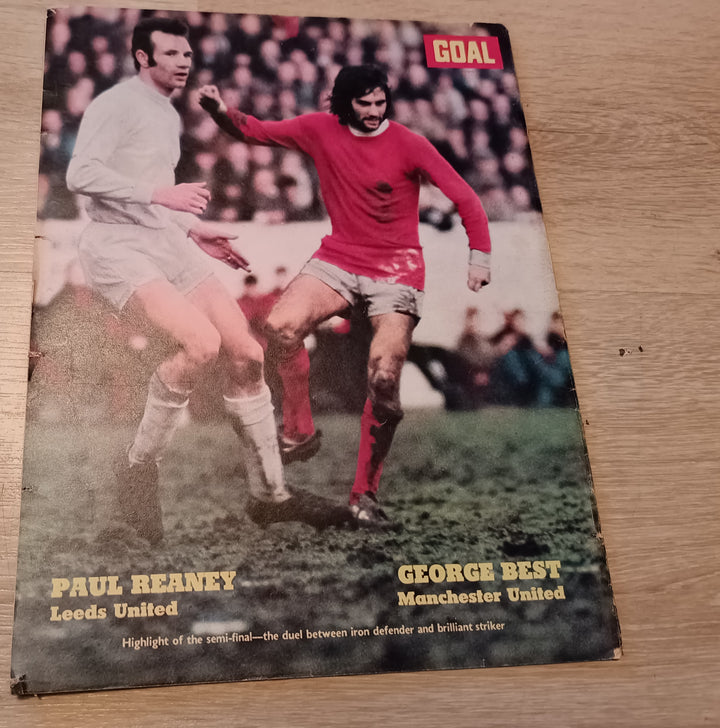 GOAL
PAUL REANEY
Leeds United
GEORGE BEST
Manchester United
Highlight of the semi-final—the duel between iron defender and brilliant striker